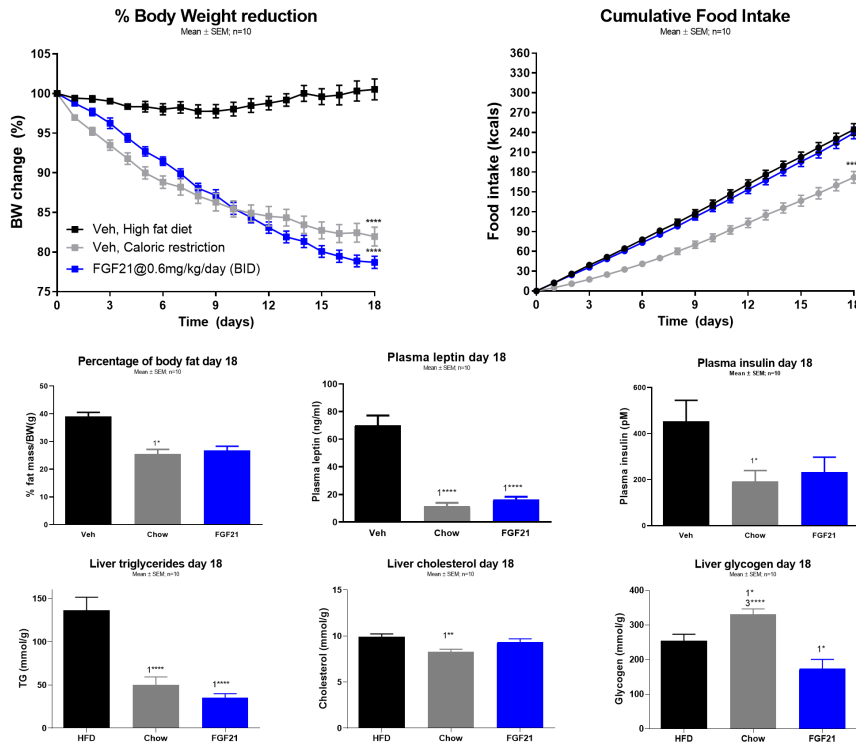 % Body Weight reduction
Mean ± SEM; n=10
BW change (%)
105
100
95
90
85
80
75
Veh, High fat diet
Veh, Caloric restriction
FGF21@0.6mg/kg/day (BID)
****
****
0 3 6 9 12 15 18
Time (days)
Cumulative Food Intake
Mean ± SEM; n=10
Food intake (kcals)
360
330
300
270
240
210
180
150
120
90
60
30
0
0 3 6 9 12 15 18
Time (days)
Percentage of body fat day 18
Mean ± SEM; n=10
% fat mass/BW(g)
50
40
30
20
10
0
1*
Veh Chow FGF21
Plasma leptin day 18
Mean ± SEM; n=10
Plasma leptin (ng/ml)
100
80
60
40
20
0
1**** 1****
Veh Chow FGF21
Plasma insulin day 18
Mean ± SEM; n=10
Plasma insulin (pM)
600
400
200
0
1*
Veh Chow FGF21
Liver triglycerides day 18
Mean ± SEM; n=10
TG (mmol/g)
150
100
50
0
1**** 1****
HFD Chow FGF21
Liver cholesterol day 18
Mean ± SEM; n=10
Cholesterol (mmol/g)
15
10
5
0
1**
HFD Chow FGF21
Liver glycogen day 18
Mean ± SEM; n=10
Glycogen (mmol/g)
400
300
200
100
0
1*
3****
1*
HFD Chow FGF21